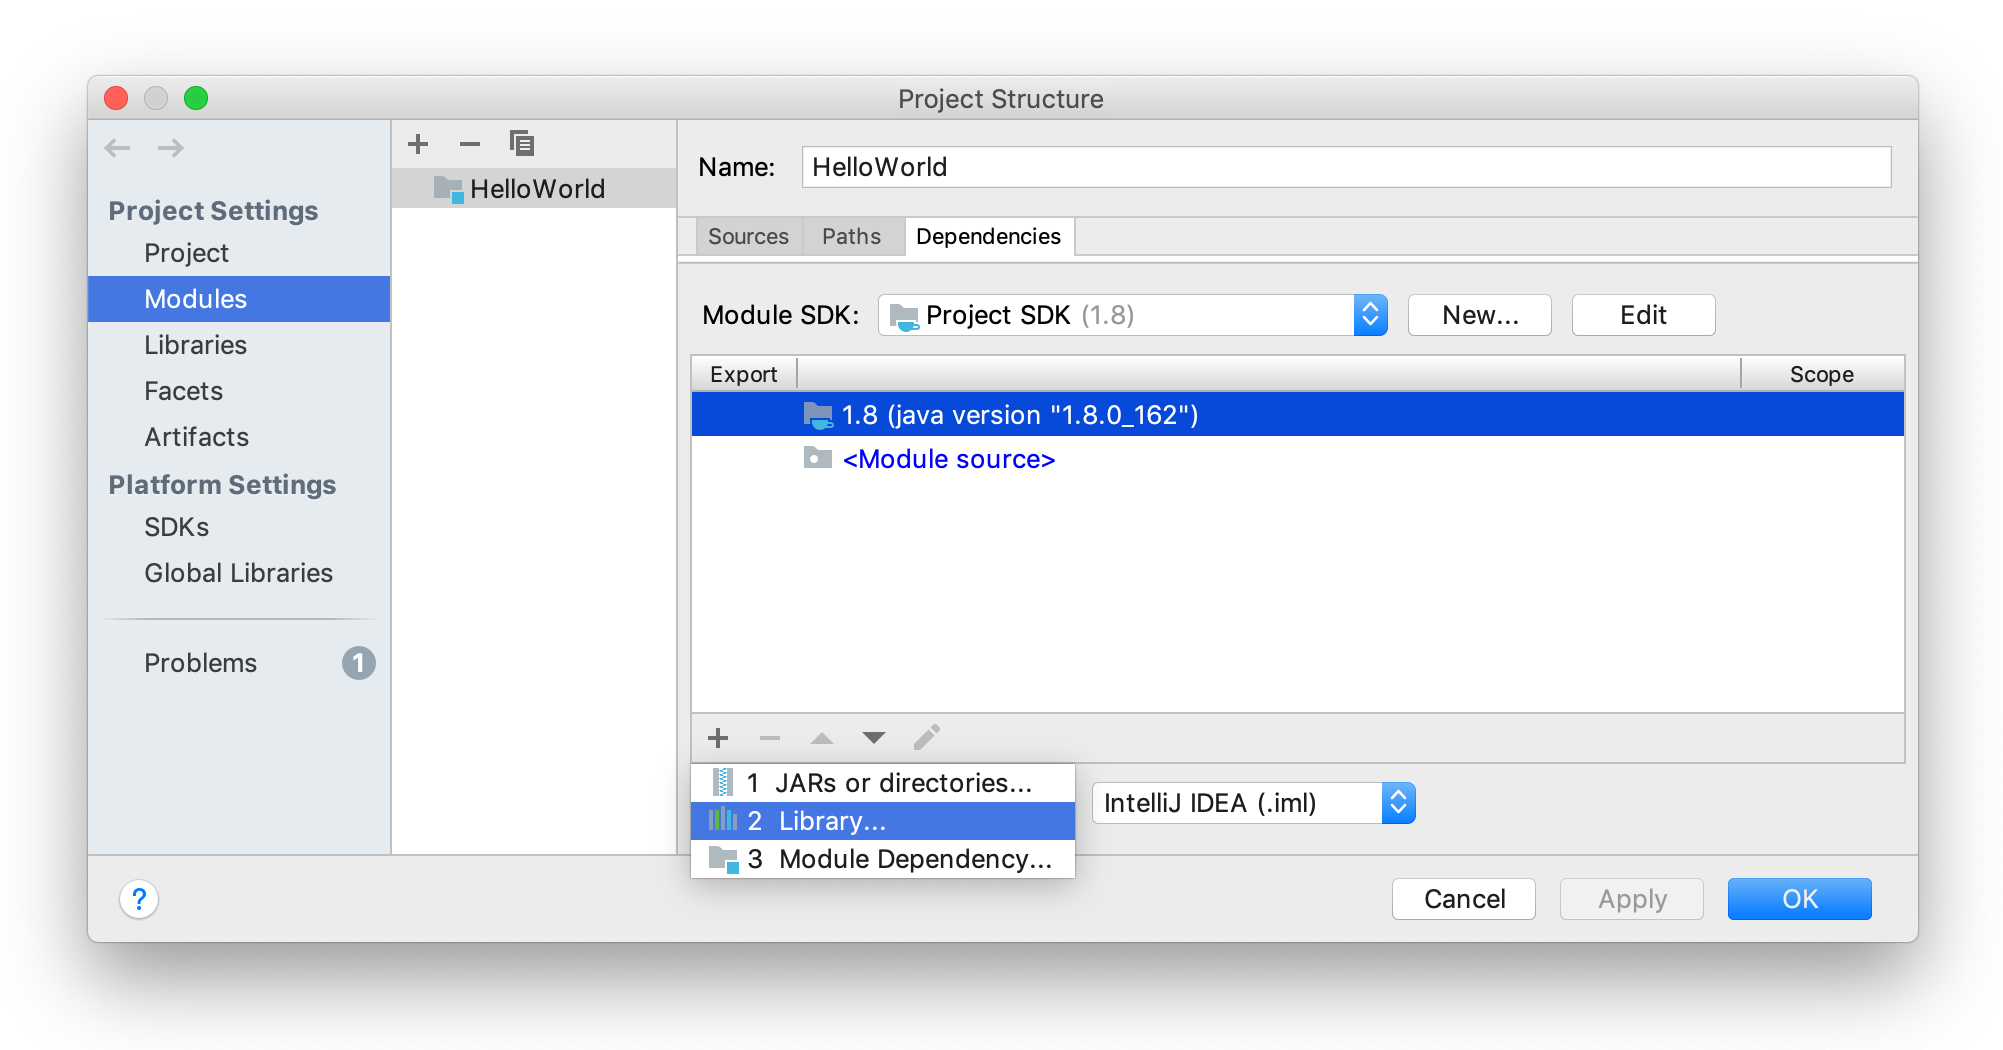 Project Structure
Project Settings
Project
Modules
Libraries
Facets
Artifacts
Platform Settings
SDKs
Global Libraries
Problems 1
HelloWorld
Name: HelloWorld
Sources Paths Dependencies
Module SDK: Project SDK (1.8) New... Edit
Export Scope
1.8 (java version "1.8.0_162")
<Module source>
1 JARs or directories...
2 Library...
3 Module Dependency...
IntelliJ IDEA (.iml)
? Cancel Apply OK